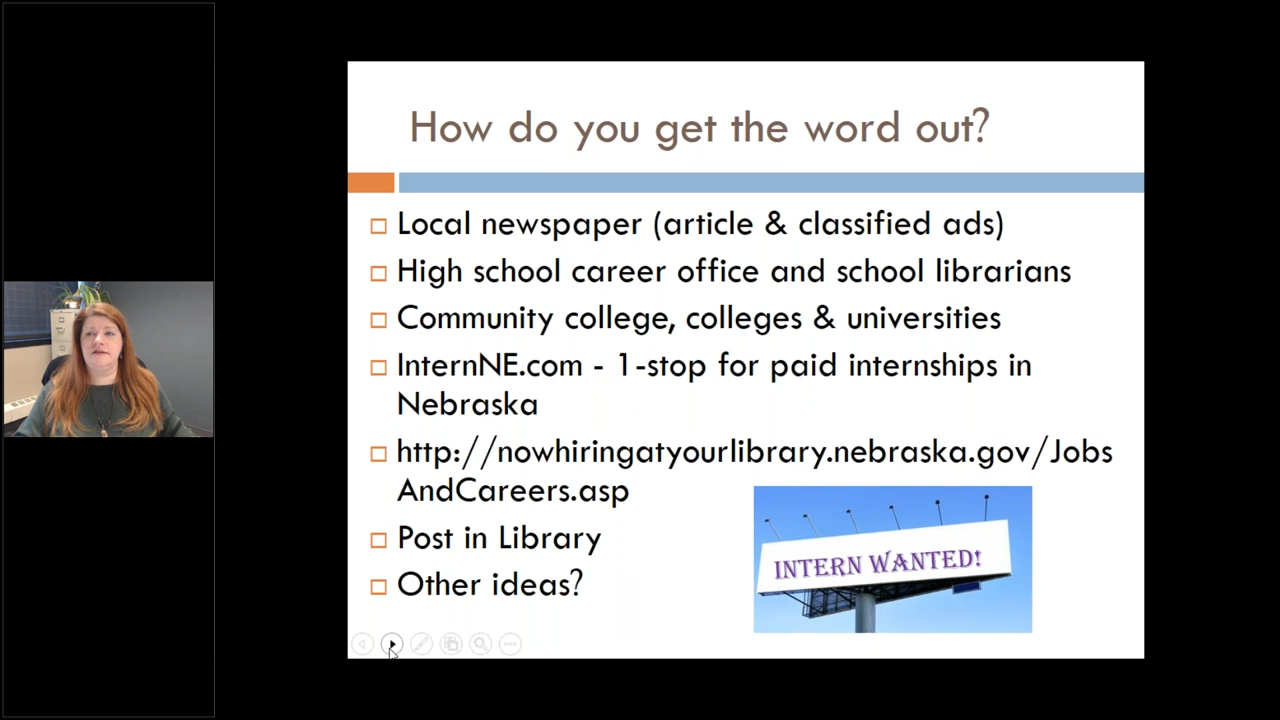 How do you get the word out?
Local newspaper (article & classified ads)
High school career office and school librarians
Community college, colleges & universities
InternNE.com - 1-stop for paid internships in
Nebraska
http://nowhiringatyourlibrary.nebraska.gov/Jobs
AndCareers.asp
Post in Library
INTERN WANTED!
Other ideas?